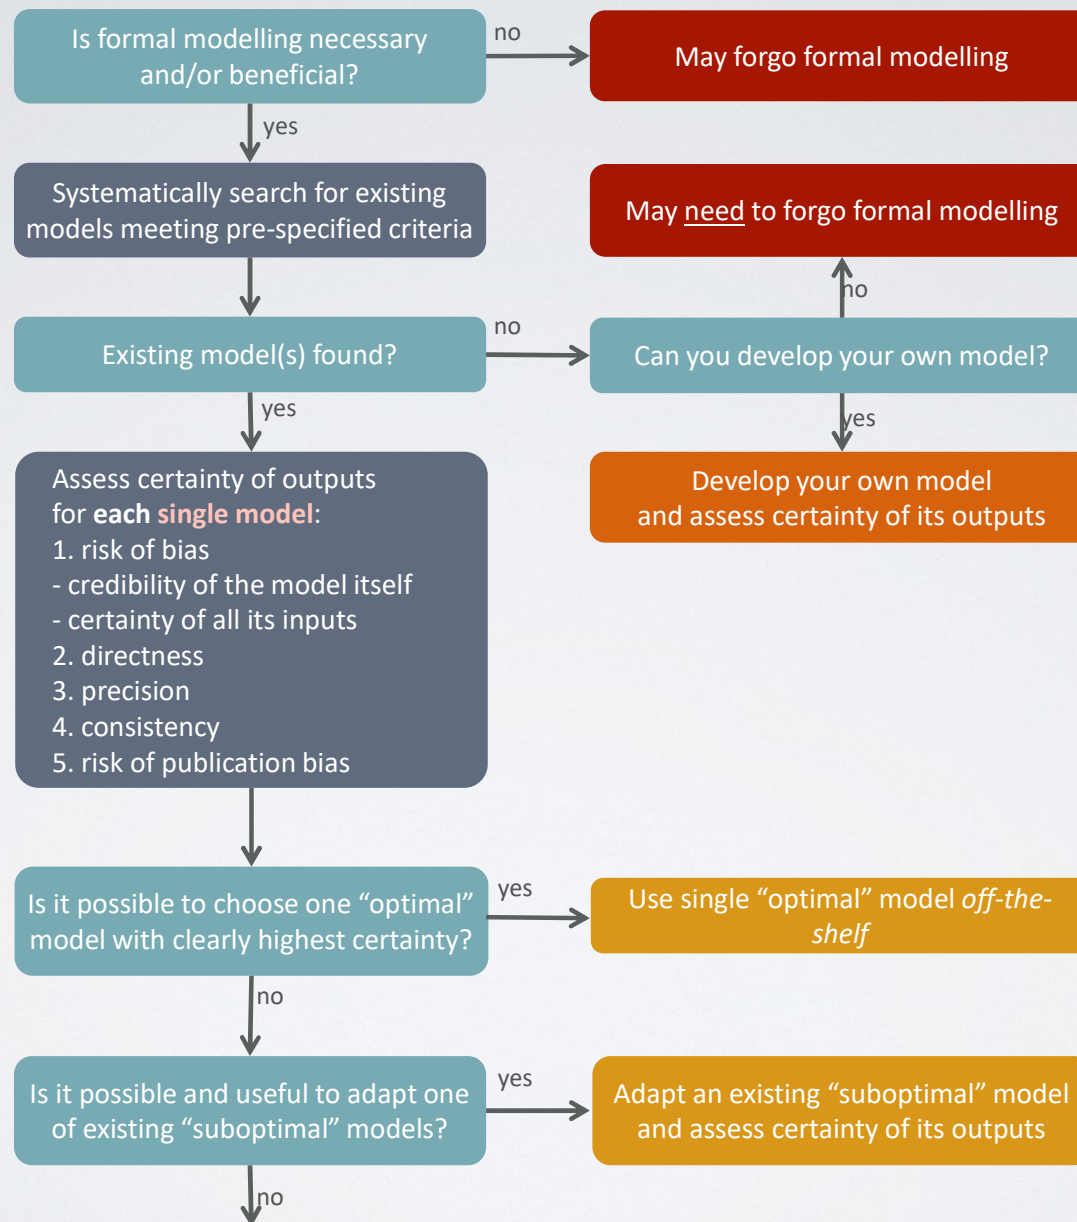 Is formal modelling necessary
and/or beneficial?
no
May forgo formal modelling
yes
Systematically search for existing
models meeting pre-specified criteria
May need to forgo formal modelling
no
Existing model(s) found?
no
Can you develop your own model?
yes
yes
Assess certainty of outputs
for each single model:
1. risk of bias
- credibility of the model itself
- certainty of all its inputs
2. directness
3. precision
4. consistency
5. risk of publication bias
Develop your own model
and assess certainty of its outputs
Is it possible to choose one “optimal”
model with clearly highest certainty?
yes
Use single “optimal” model off-the-
shelf
no
Is it possible and useful to adapt one
of existing “suboptimal” models?
yes
Adapt an existing “suboptimal” model
and assess certainty of its outputs
no